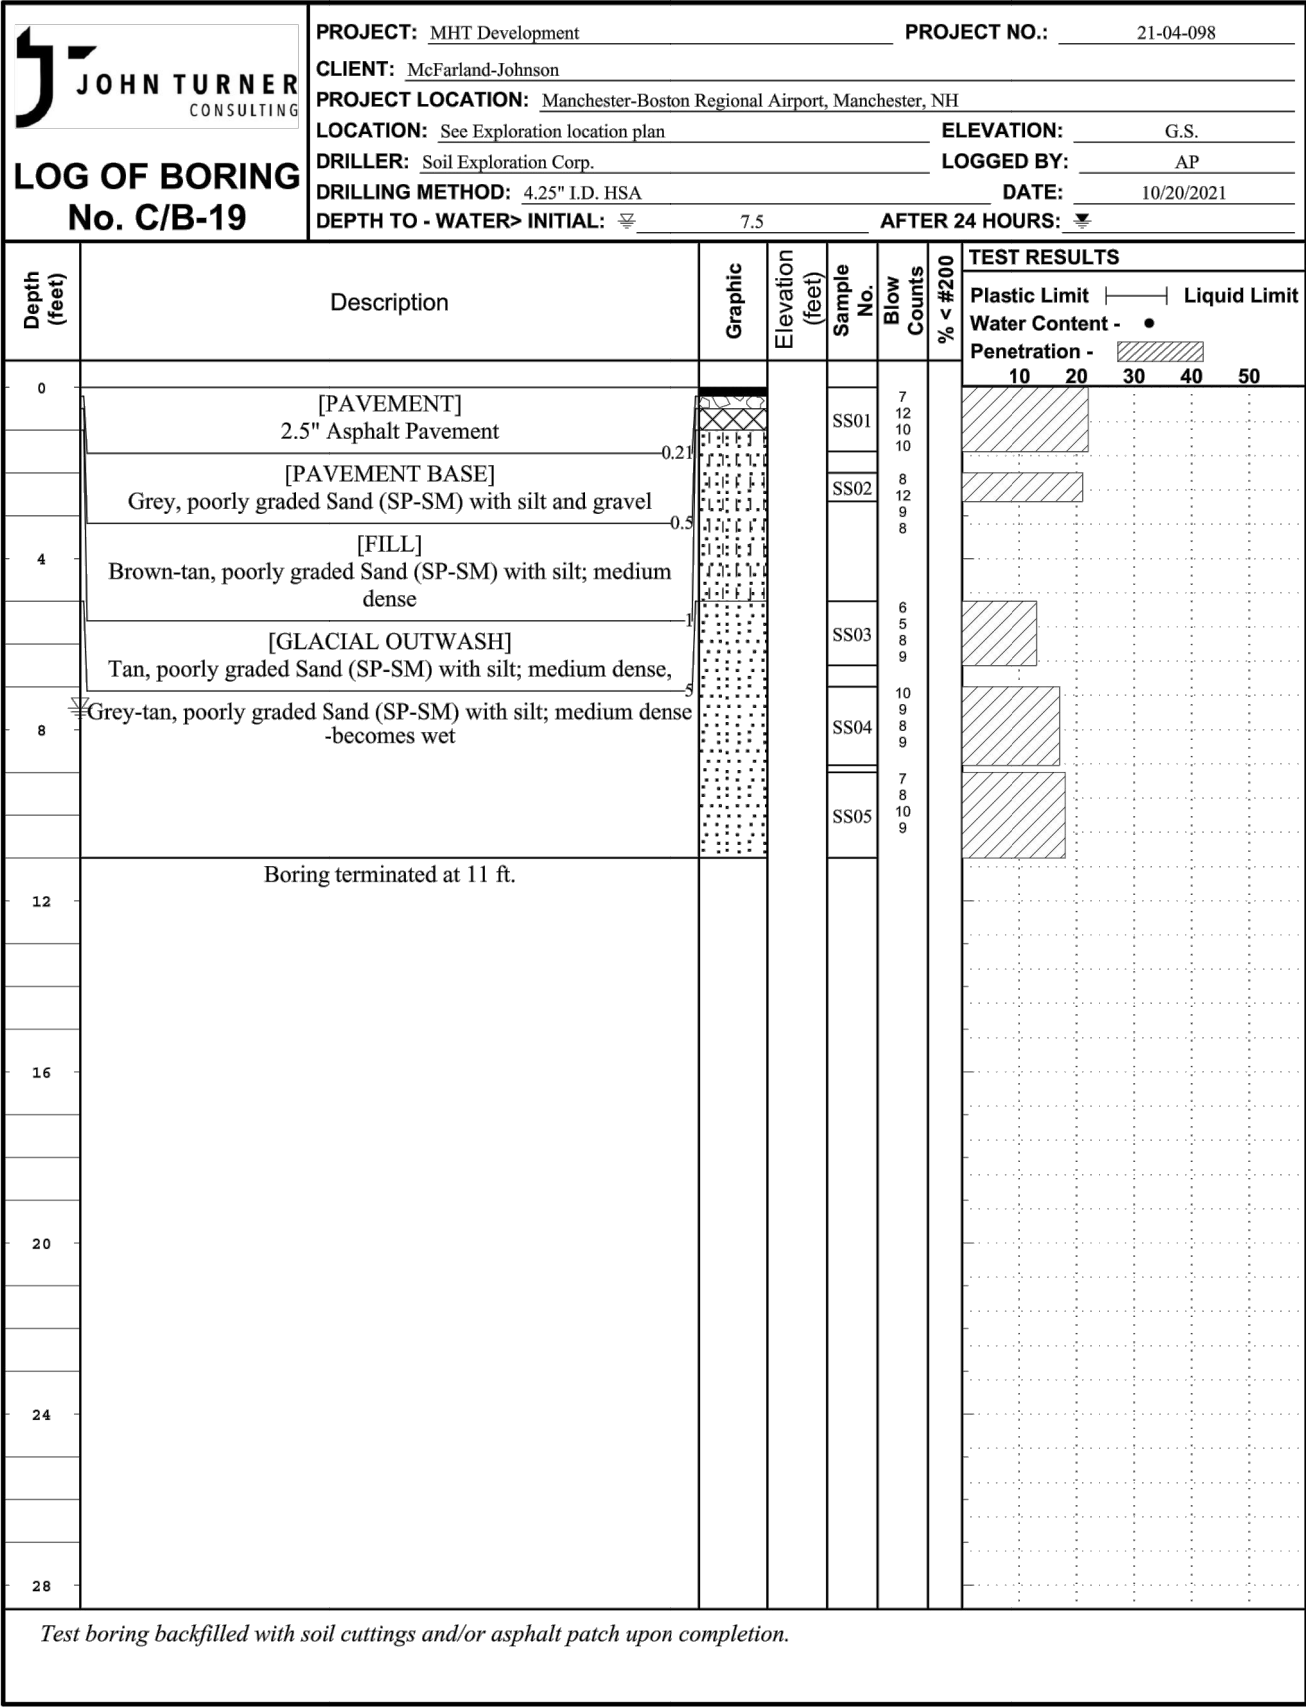 JOHN TURNER
CONSULTING
LOG OF BORING
No. C/B-19
PROJECT: MHT Development PROJECT NO.: 21-04-098
CLIENT: McFarland-Johnson
PROJECT LOCATION: Manchester-Boston Regional Airport, Manchester, NH
LOCATION: See Exploration location plan ELEVATION: G.S.
DRILLER: Soil Exploration Corp. LOGGED BY: AP
DRILLING METHOD: 4.25" I.D. HSA DATE: 10/20/2021
DEPTH TO - WATER> INITIAL: 7.5 AFTER 24 HOURS:
Depth
(feet)
Description
Graphic
Elevation
(feet)
Sample
No.
Blow
Counts
% < #200
TEST RESULTS
Plastic Limit Liquid Limit
Water Content -
Penetration -
10 20 30 40 50
0
[PAVEMENT]
2.5" Asphalt Pavement
0.21
SS01
7
12
10
10
[PAVEMENT BASE]
Grey, poorly graded Sand (SP-SM) with silt and gravel
0.5
SS02
8
12
9
8
4
[FILL]
Brown-tan, poorly graded Sand (SP-SM) with silt; medium
dense
1
SS03
6
5
8
9
[GLACIAL OUTWASH]
Tan, poorly graded Sand (SP-SM) with silt; medium dense,
5
Grey-tan, poorly graded Sand (SP-SM) with silt; medium dense
-becomes wet
8
SS04
10
9
8
9
SS05
7
8
10
9
Boring terminated at 11 ft.
12
16
20
24
28
Test boring backfilled with soil cuttings and/or asphalt patch upon completion.